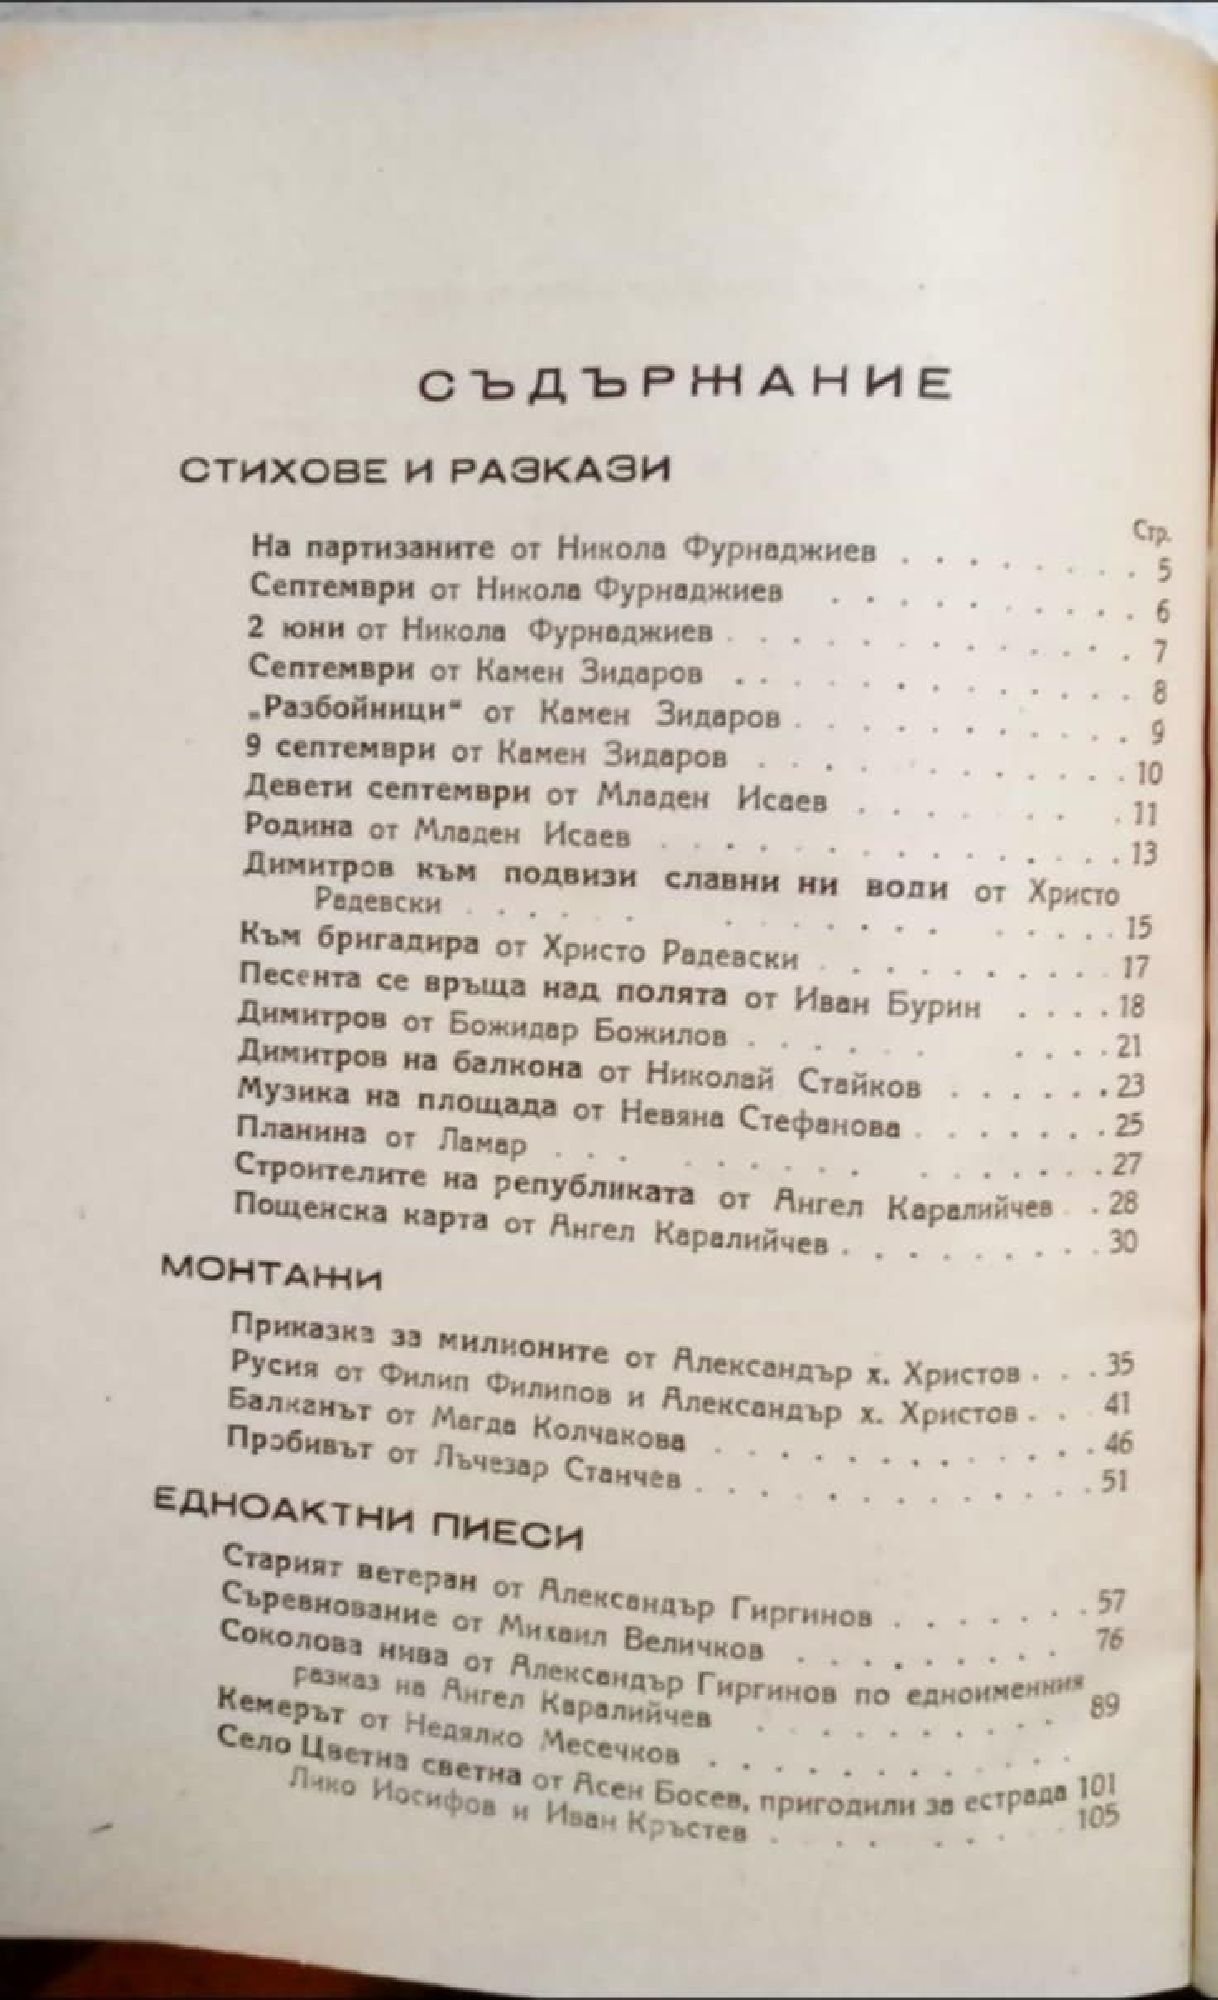 СЪДЪРЖАНИЕ
СТИХОВЕ И РАЗКАЗИ
Стр.
На партизаните от Никола Фурнаджиев . . . . . . . . 5
Септември от Никола Фурнаджиев . . . . . . . . . . 6
2 юни от Никола Фурнаджиев . . . . . . . . . . . . . 7
Септември от Камен Зидаров . . . . . . . . . . . . . 8
„Разбойници“ от Камен Зидаров . . . . . . . . . . . 9
9 септември от Камен Зидаров . . . . . . . . . . . . 10
Девети септември от Младен Исаев . . . . . . . . 11
Родина от Младен Исаев . . . . . . . . . . . . . . 13
Димитров към подвизи славни ни води от Христо
Радевски . . . . . . . . . . . . . . . . . . 15
Към бригадира от Христо Радевски . . . . . . . . . 17
Песента се връща над полята от Иван Бурин . . . . 18
Димитров от Божидар Божилов . . . . . . . . . . 21
Димитров на балкона от Николай Стайков . . . . . . 23
Музика на площада от Невяна Стефанова . . . . . . . 25
Планина от Ламар . . . . . . . . . . . . . . . . 27
Строителите на републиката от Ангел Каралийчев . . 28
Пощенска карта от Ангел Каралийчев . . . . . . . . . 30
МОНТАЖИ
Приказка за милионите от Александър х. Христов . . . 35
Русия от Филип Филипов и Александър х. Христов . . 41
Балканът от Магда Колчакова . . . . . . . . . . . . 46
Пробивът от Лъчезар Станчев . . . . . . . . . . . . . 51
ЕДНОАКТНИ ПИЕСИ
Старият ветеран от Александър Гиргинов . . . . . . . 57
Съревнование от Михаил Величков . . . . . . . . . 76
Соколова нива от Александър Гиргинов по едноименния
разказ на Ангел Каралийчев . . . . . . . . . . 89
Кемерът от Недялко Месечков . . . . . . . . . . .
Село Цветна светна от Асен Босев, пригодили за естрада 101
Лико Иосифов и Иван Кръстев . . . . . . . 105